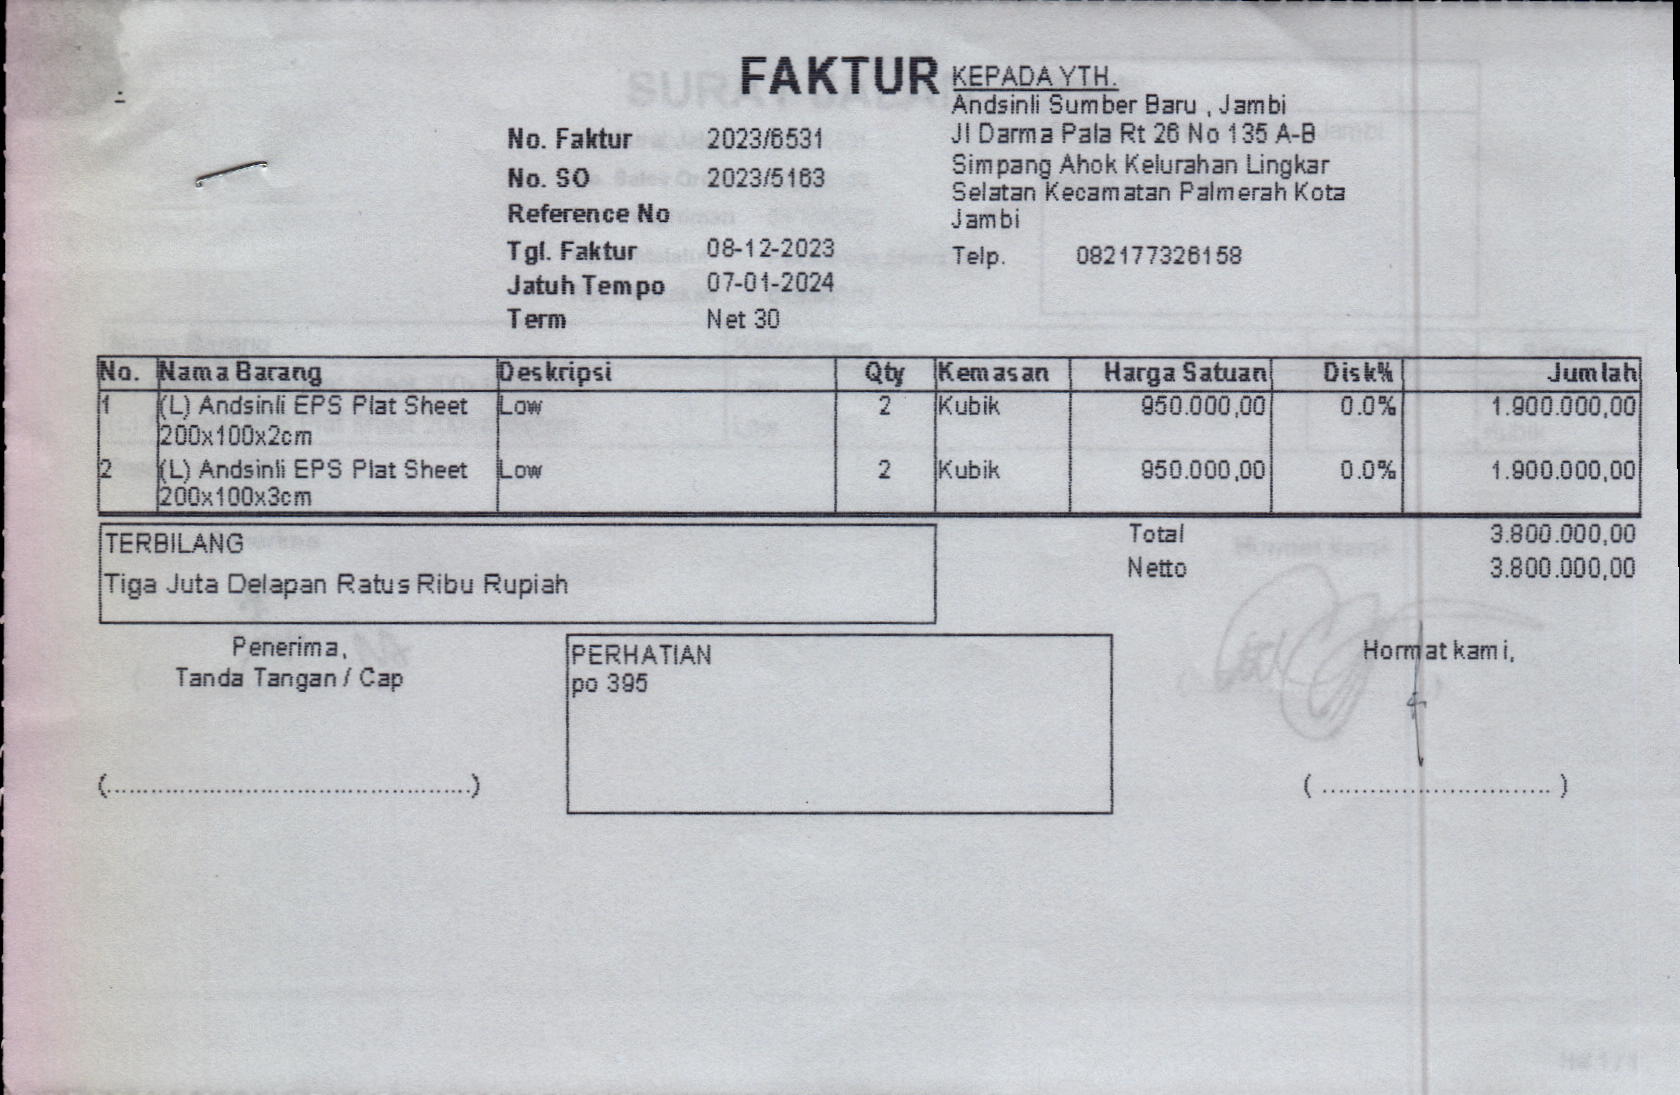 FAKTUR
No. Faktur 2023/6531
No. SO 2023/5163
Reference No
Tgl. Faktur 08-12-2023
Jatuh Tempo 07-01-2024
Term Net 30
KEPADA YTH.
Andsinli Sumber Baru , Jambi
Jl Darma Pala Rt 26 No 135 A-B
Simpang Ahok Kelurahan Lingkar
Selatan Kecamatan Palmerah Kota
Jambi
Telp. 082177326158
No. Nama Barang Deskripsi Qty Kemasan Harga Satuan Disk% Jumlah
1 (L) Andsinli EPS Plat Sheet Low 2 Kubik 950.000,00 0.0% 1.900.000,00
200x100x2cm
2 (L) Andsinli EPS Plat Sheet Low 2 Kubik 950.000,00 0.0% 1.900.000,00
200x100x3cm
Total 3.800.000,00
Netto 3.800.000,00
TERBILANG
Tiga Juta Delapan Ratus Ribu Rupiah
Penerima,
Tanda Tangan / Cap
(..................................................)
PERHATIAN
po 395
Hormat kami,
( ............................. )